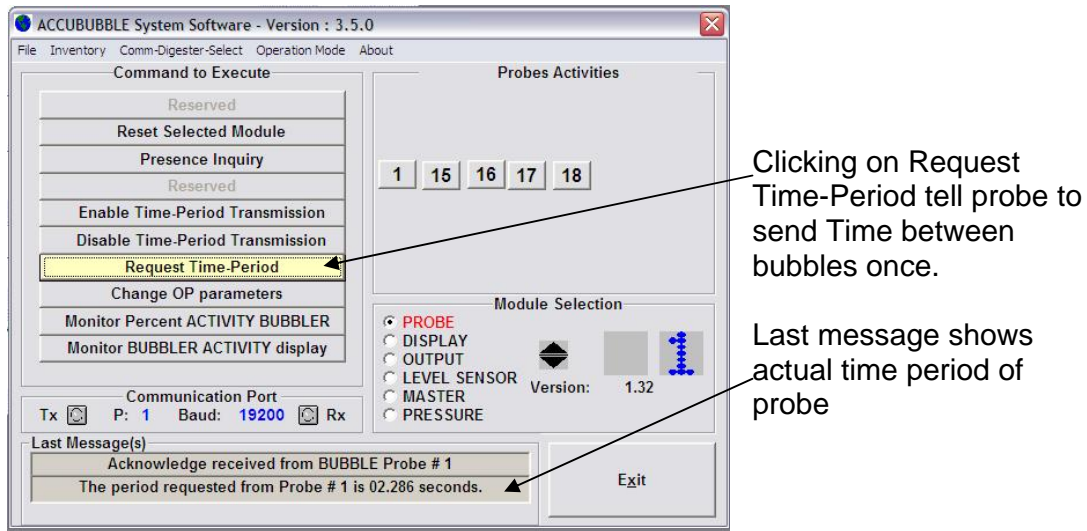 ACCUBUBBLE System Software - Version : 3.5.0
File Inventory Comm-Digester-Select Operation Mode About
Command to Execute
Reserved
Reset Selected Module
Presence Inquiry
Reserved
Enable Time-Period Transmission
Disable Time-Period Transmission
Request Time-Period
Change OP parameters
Monitor Percent ACTIVITY BUBBLER
Monitor BUBBLER ACTIVITY display
Communication Port
Tx P: 1 Baud: 19200 Rx
Probes Activities
1 15 16 17 18
Module Selection
PROBE
DISPLAY
OUTPUT
LEVEL SENSOR
MASTER
PRESSURE
Version: 1.32
Last Message(s)
Acknowledge received from BUBBLE Probe # 1
The period requested from Probe # 1 is 02.286 seconds.
Exit
Clicking on Request
Time-Period tell probe to
send Time between
bubbles once.
Last message shows
actual time period of
probe